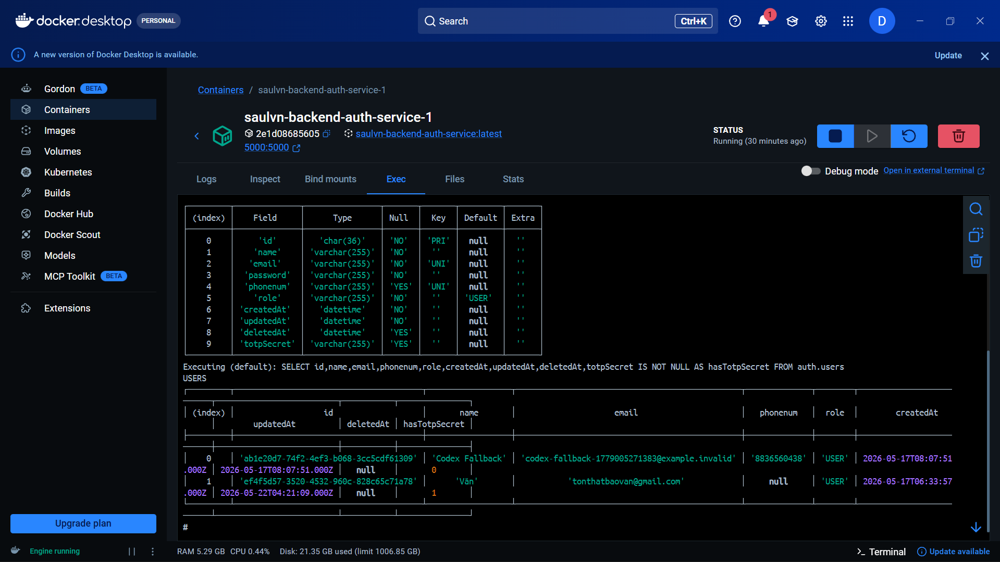 docker.desktop PERSONAL
Search Ctrl+K 1 D
A new version of Docker Desktop is available. Update
Gordon BETA
Containers
Images
Volumes
Kubernetes
Builds
Docker Hub
Docker Scout
Models
MCP Toolkit BETA
Extensions
Upgrade plan
Containers / saulvn-backend-auth-service-1
saulvn-backend-auth-service-1
2e1d08685605 saulvn-backend-auth-service:latest
5000:5000
STATUS
Running (30 minutes ago)
Logs Inspect Bind mounts Exec Files Stats
Debug mode Open in external terminal
(index) Field Type Null Key Default Extra
0 'id' 'char(36)' 'NO' 'PRI' null ''
1 'name' 'varchar(255)' 'NO' '' null ''
2 'email' 'varchar(255)' 'NO' 'UNI' null ''
3 'password' 'varchar(255)' 'NO' '' null ''
4 'phonenum' 'varchar(255)' 'YES' 'UNI' null ''
5 'role' 'varchar(255)' 'NO' '' 'USER' ''
6 'createdAt' 'datetime' 'NO' '' null ''
7 'updatedAt' 'datetime' 'NO' '' null ''
8 'deletedAt' 'datetime' 'YES' '' null ''
9 'totpSecret' 'varchar(255)' 'YES' '' null ''
Executing (default): SELECT id,name,email,phonenum,role,createdAt,updatedAt,deletedAt,totpSecret IS NOT NULL AS hasTotpSecret FROM auth.users
USERS
(index) id name email phonenum role createdAt
updatedAt deletedAt hasTotpSecret
0 'ab1e20d7-74f2-4ef3-b068-3cc5cdf61309' 'Codex Fallback' 'codex-fallback-1779005271383@example.invalid' '8836560438' 'USER' 2026-05-17T08:07:51
.000Z 2026-05-17T08:07:51.000Z null 0
1 'ef4f5d57-3520-4532-960c-828c65c71a78' 'Văn' 'tonthatbaovan@gmail.com' null 'USER' 2026-05-17T06:33:57
.000Z 2026-05-22T04:21:09.000Z null 1
#
Engine running RAM 5.29 GB CPU 0.44% Disk: 21.35 GB used (limit 1006.85 GB) Terminal Update available